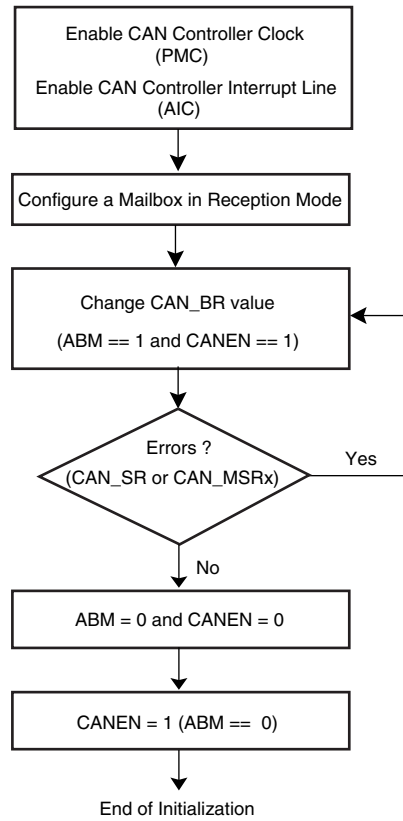 Enable CAN Controller Clock
(PMC)
Enable CAN Controller Interrupt Line
(AIC)
Configure a Mailbox in Reception Mode
Change CAN_BR value
(ABM == 1 and CANEN == 1)
Errors ?
(CAN_SR or CAN_MSRx)
Yes
No
ABM = 0 and CANEN = 0
CANEN = 1 (ABM == 0)
End of Initialization